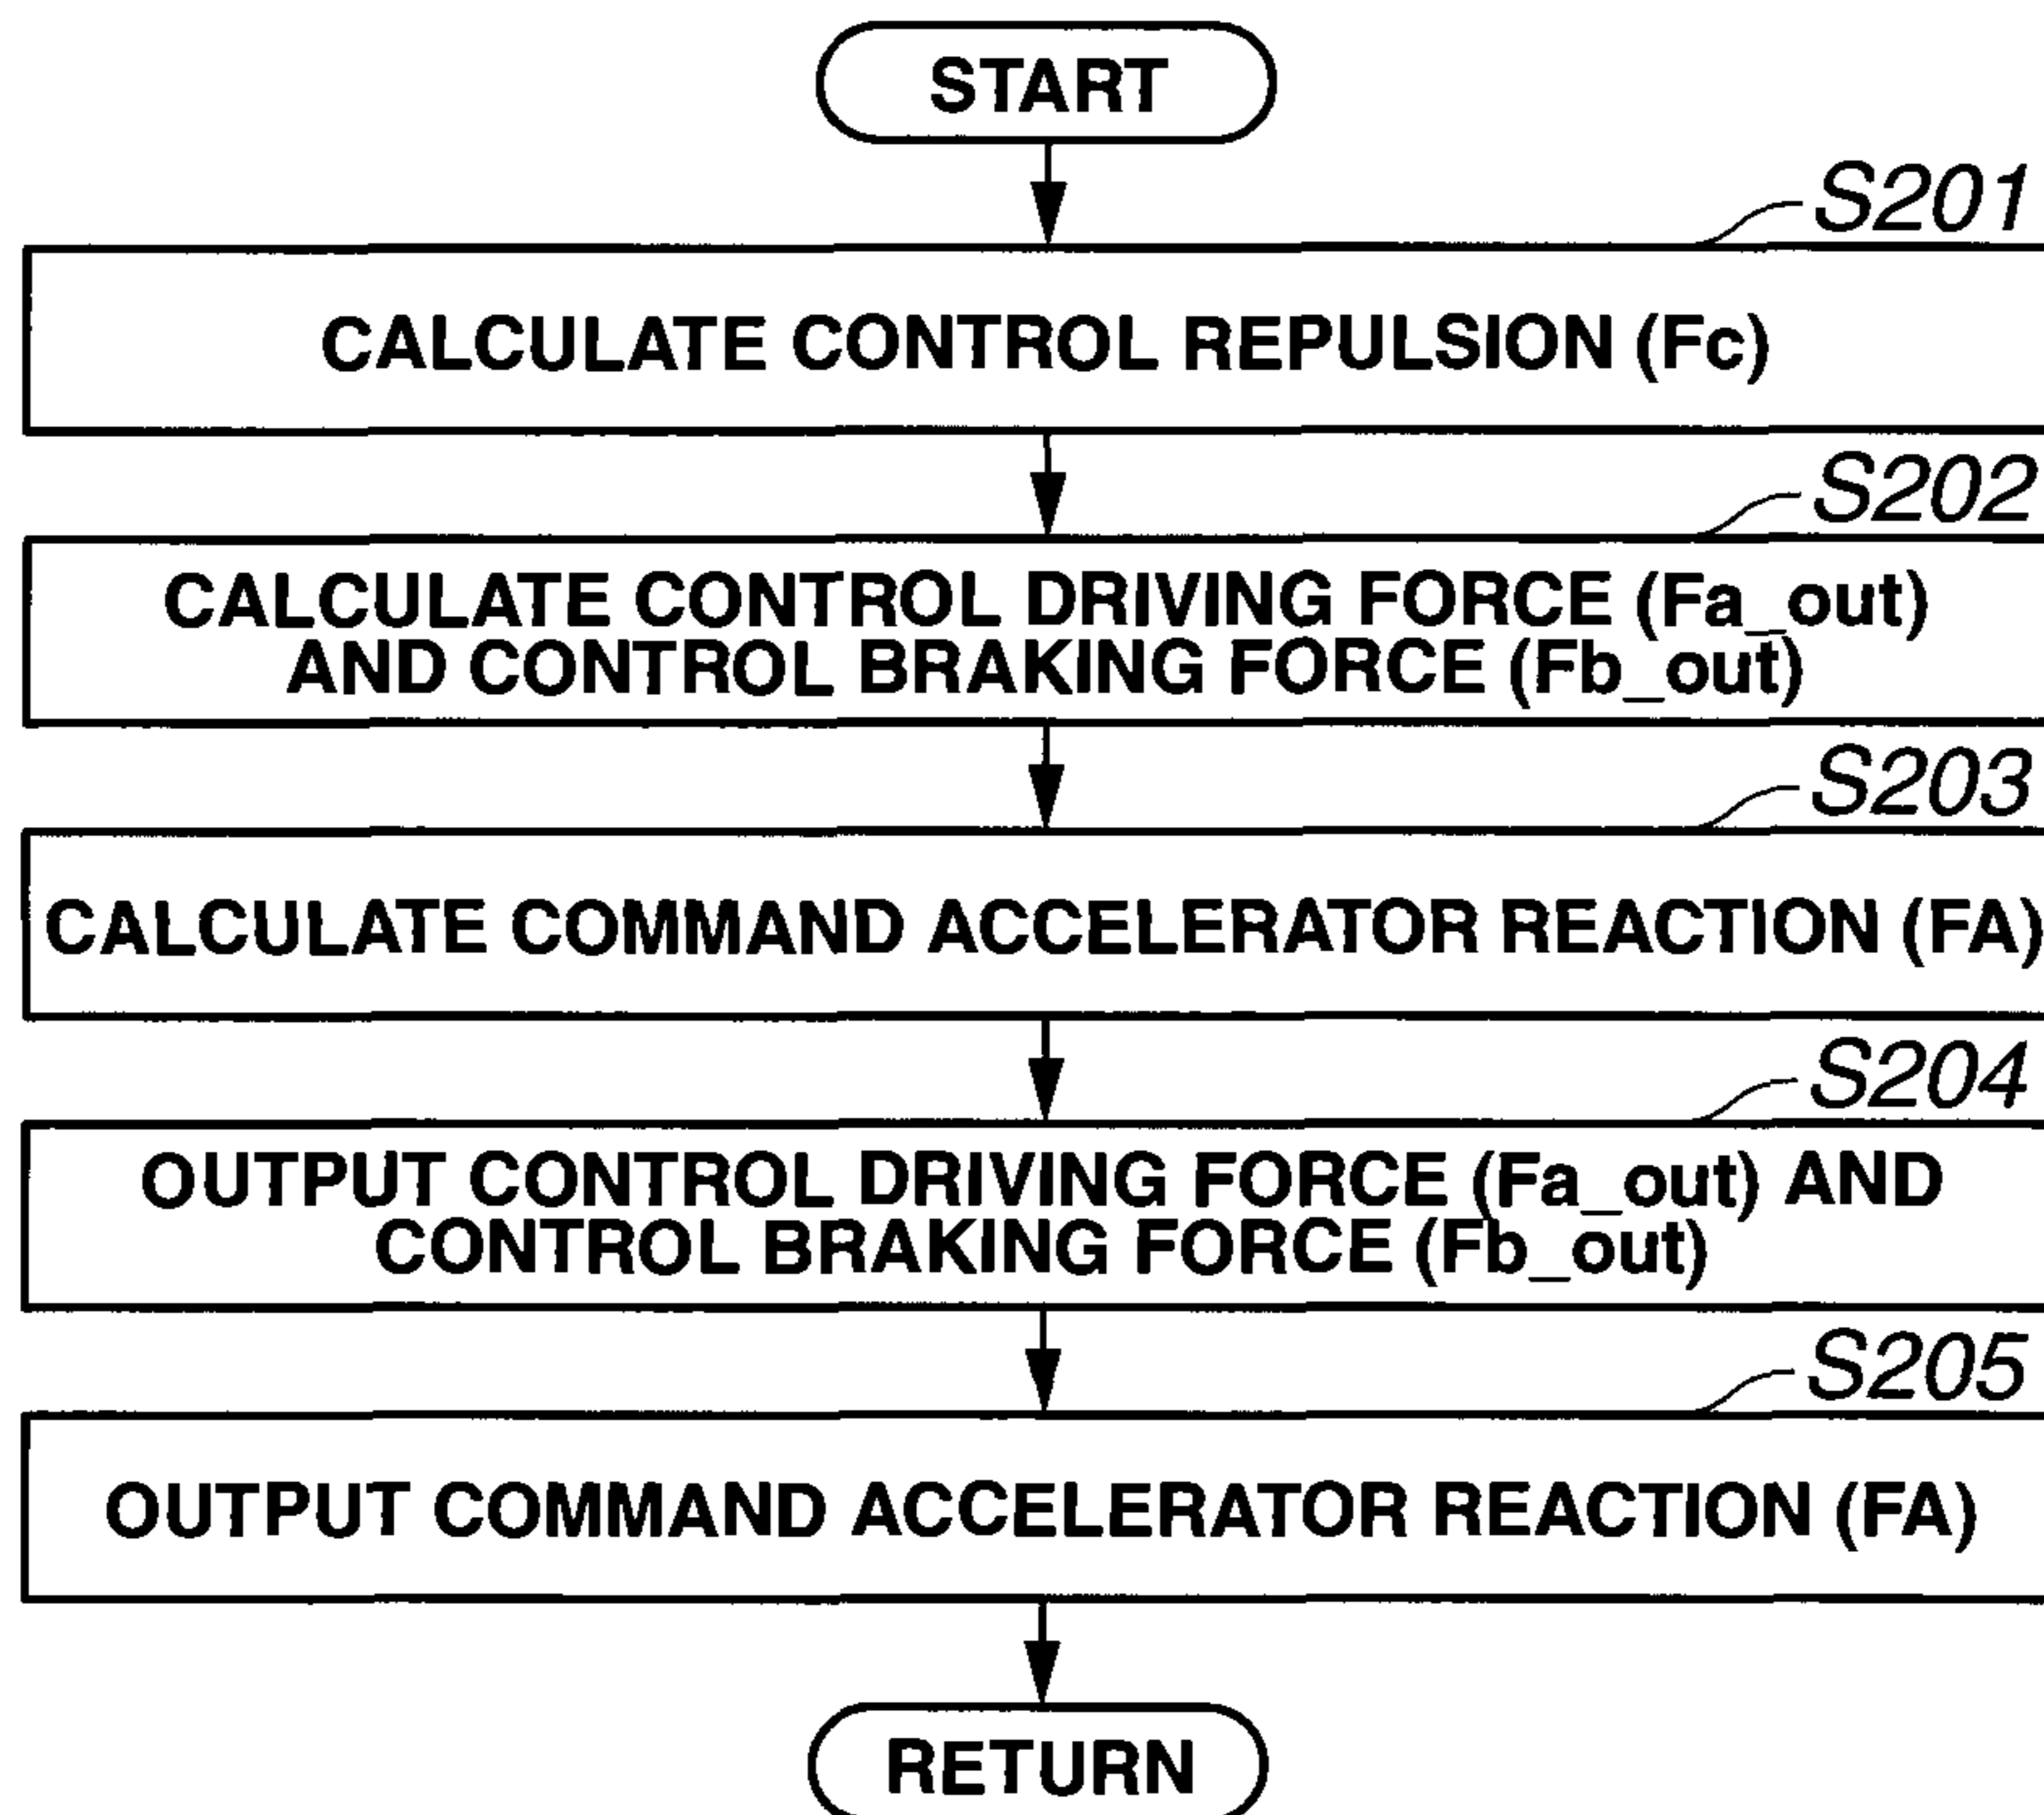 START
S201
CALCULATE CONTROL REPULSION (Fc)
S202
CALCULATE CONTROL DRIVING FORCE (Fa_out)
AND CONTROL BRAKING FORCE (Fb_out)
S203
CALCULATE COMMAND ACCELERATOR REACTION (FA)
S204
OUTPUT CONTROL DRIVING FORCE (Fa_out) AND
CONTROL BRAKING FORCE (Fb_out)
S205
OUTPUT COMMAND ACCELERATOR REACTION (FA)
RETURN